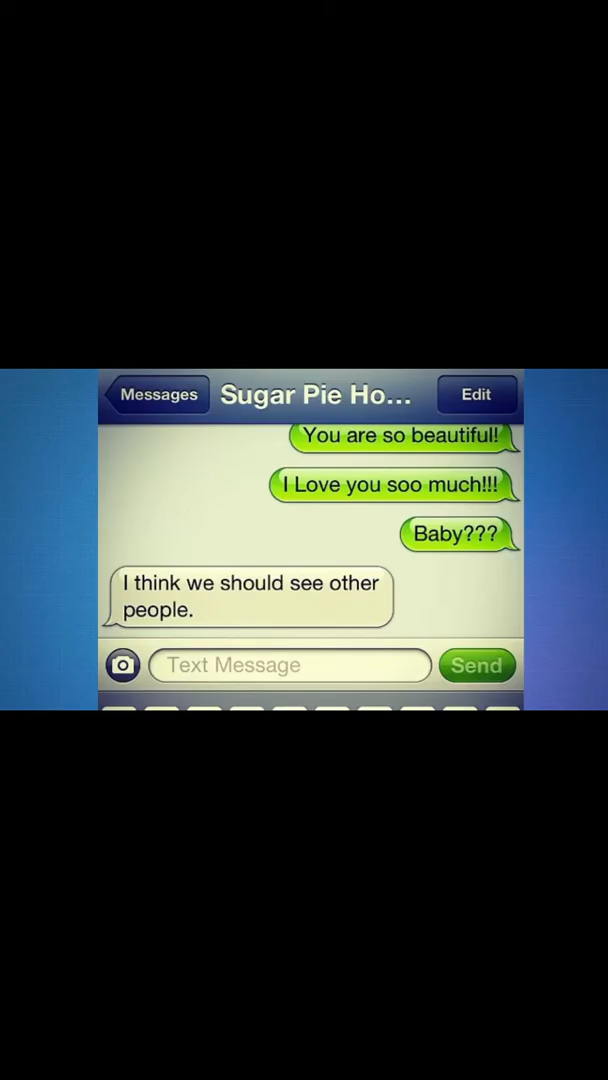 Messages Sugar Pie Ho... Edit
You are so beautiful!
I Love you soo much!!!
Baby???
I think we should see other
people.
Text Message Send